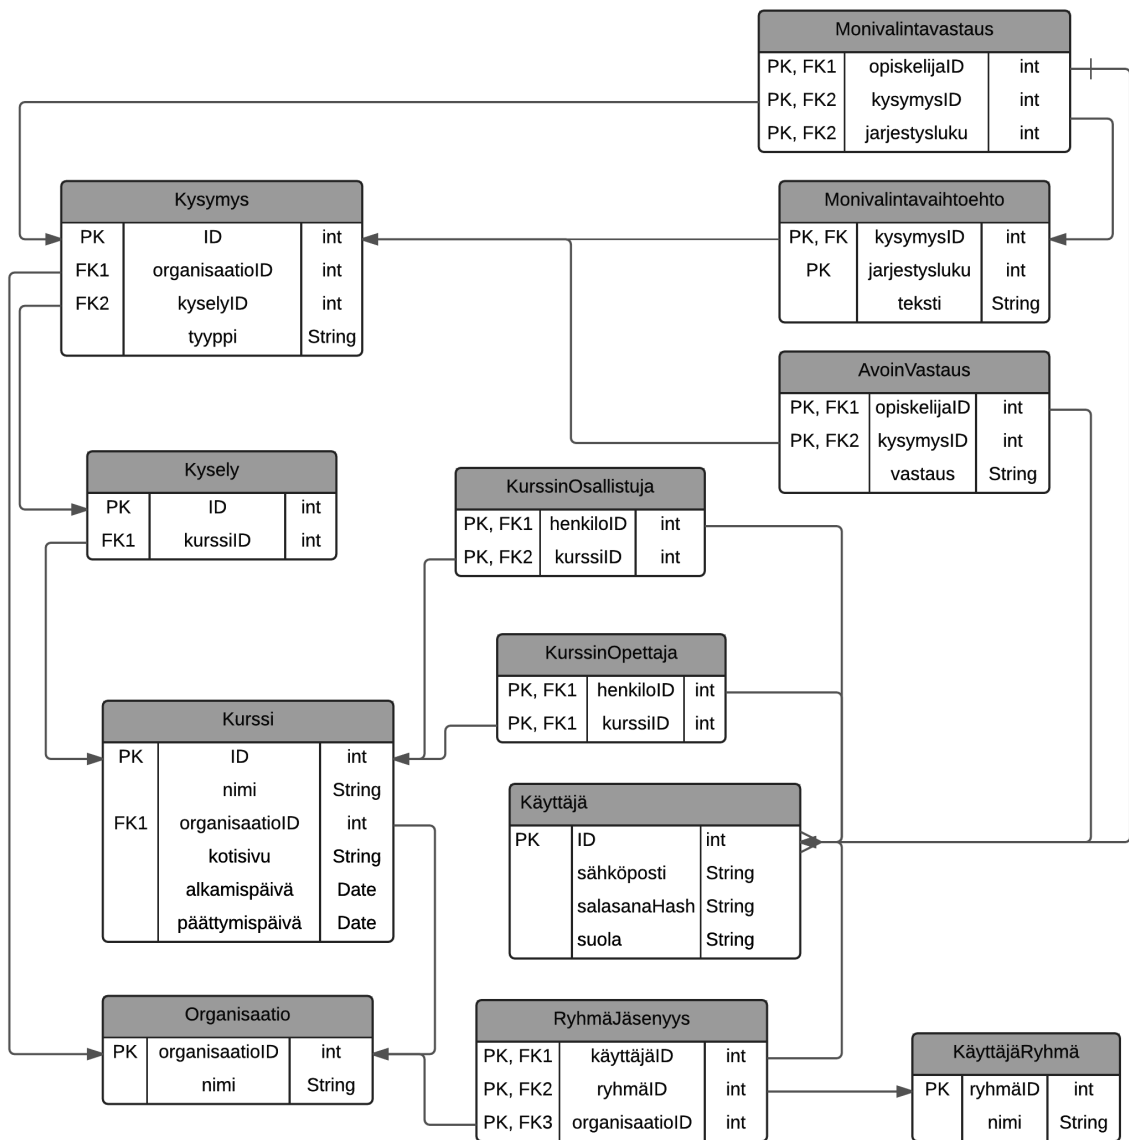 Monivalintavastaus
PK, FK1 opiskelijaID int
PK, FK2 kysymysID int
PK, FK2 jarjestysluku int
Kysymys
PK ID int
FK1 organisaatioID int
FK2 kyselyID int
tyyppi String
Monivalintavaihtoehto
PK, FK kysymysID int
PK jarjestysluku int
teksti String
AvoinVastaus
PK, FK1 opiskelijaID int
PK, FK2 kysymysID int
vastaus String
Kysely
PK ID int
FK1 kurssiID int
KurssinOsallistuja
PK, FK1 henkiloID int
PK, FK2 kurssiID int
KurssinOpettaja
PK, FK1 henkiloID int
PK, FK1 kurssiID int
Kurssi
PK ID int
nimi String
FK1 organisaatioID int
kotisivu String
alkamispäivä Date
päättymispäivä Date
Käyttäjä
PK ID int
sähköposti String
salasanaHash String
suola String
Organisaatio
PK organisaatioID int
nimi String
RyhmäJäsenyys
PK, FK1 käyttäjäID int
PK, FK2 ryhmäID int
PK, FK3 organisaatioID int
KäyttäjäRyhmä
PK ryhmäID int
nimi String